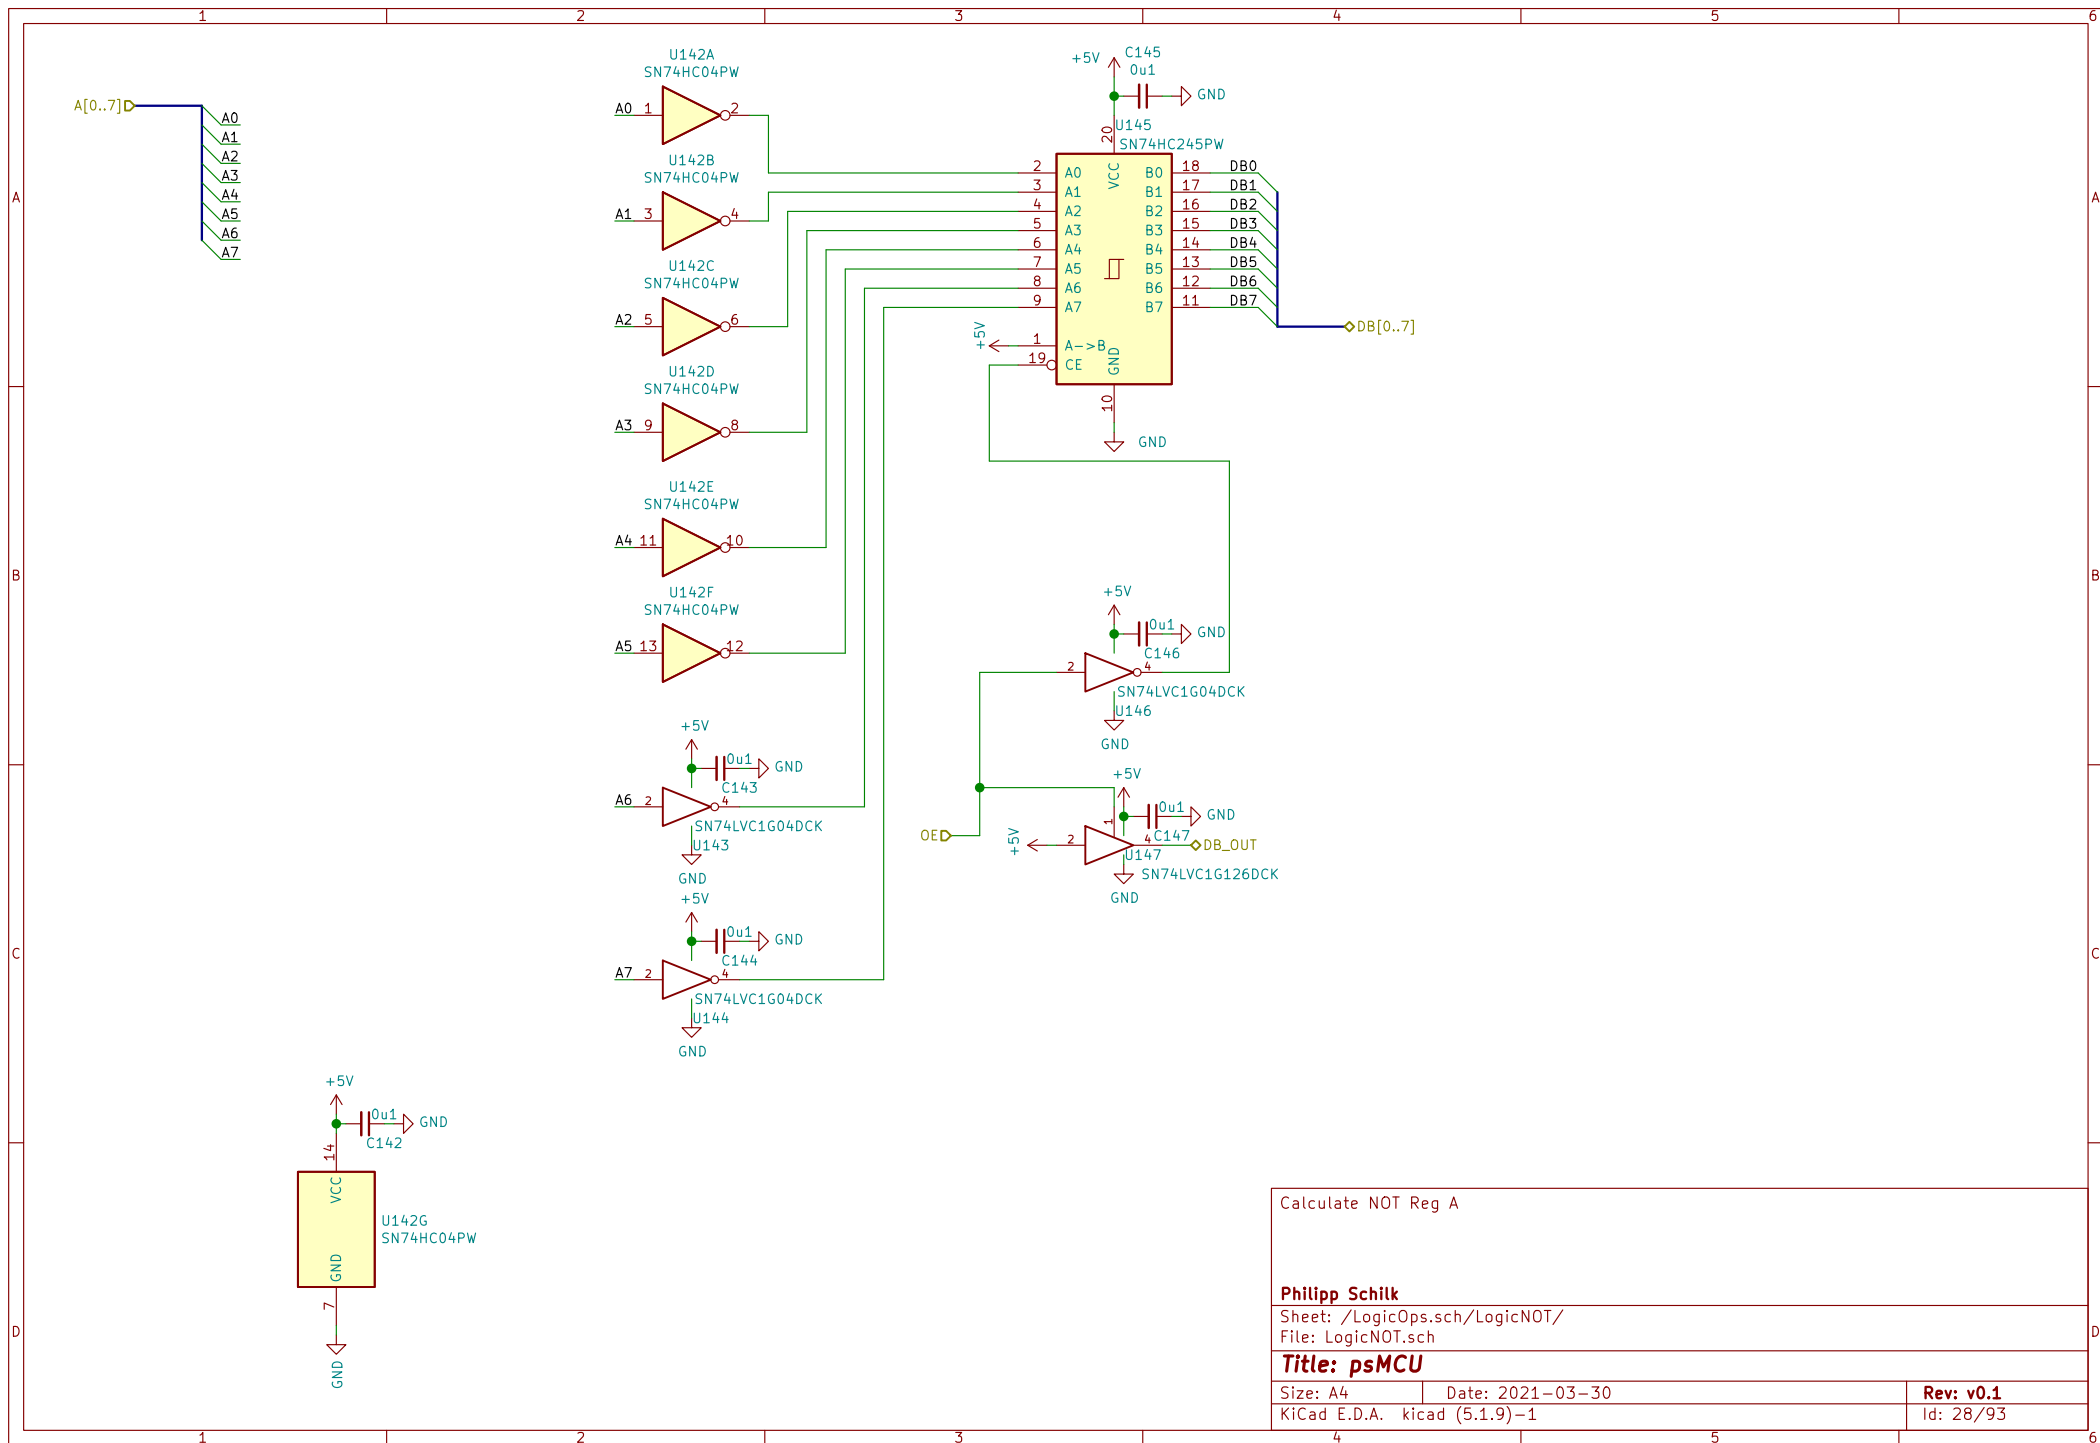 1 2 3 4 5 6
A
B
C
D
A[0..7]
A0
A1
A2
A3
A4
A5
A6
A7
U142A
SN74HC04PW
A0 1 2
U142B
SN74HC04PW
A1 3 4
U142C
SN74HC04PW
A2 5 6
U142D
SN74HC04PW
A3 9 8
U142E
SN74HC04PW
A4 11 10
U142F
SN74HC04PW
A5 13 12
+5V
0u1
GND
C143
A6 2 4
SN74LVC1G04DCK
U143
GND
+5V
0u1
GND
C144
A7 2 4
SN74LVC1G04DCK
U144
GND
+5V
C145
0u1
GND
U145
20
SN74HC245PW
VCC
2 A0 B0 18 DB0
3 A1 B1 17 DB1
4 A2 B2 16 DB2
5 A3 B3 15 DB3
6 A4 B4 14 DB4
7 A5 B5 13 DB5
8 A6 B6 12 DB6
9 A7 B7 11 DB7
DB[0..7]
+5V
1 A->B
19 CE
GND
10
GND
+5V
0u1
GND
C146
2 4
SN74LVC1G04DCK
U146
GND
+5V
0u1
GND
C147
OE
+5V
2 1 4
DB_OUT
U147
SN74LVC1G126DCK
GND
+5V
0u1
GND
C142
14
VCC
U142G
SN74HC04PW
GND
7
GND
Calculate NOT Reg A
Philipp Schilk
Sheet: /LogicOps.sch/LogicNOT/
File: LogicNOT.sch
Title: psMCU
Size: A4 Date: 2021-03-30 Rev: v0.1
KiCad E.D.A. kicad (5.1.9)-1 Id: 28/93
A
B
C
D
1 2 3 4 5 6